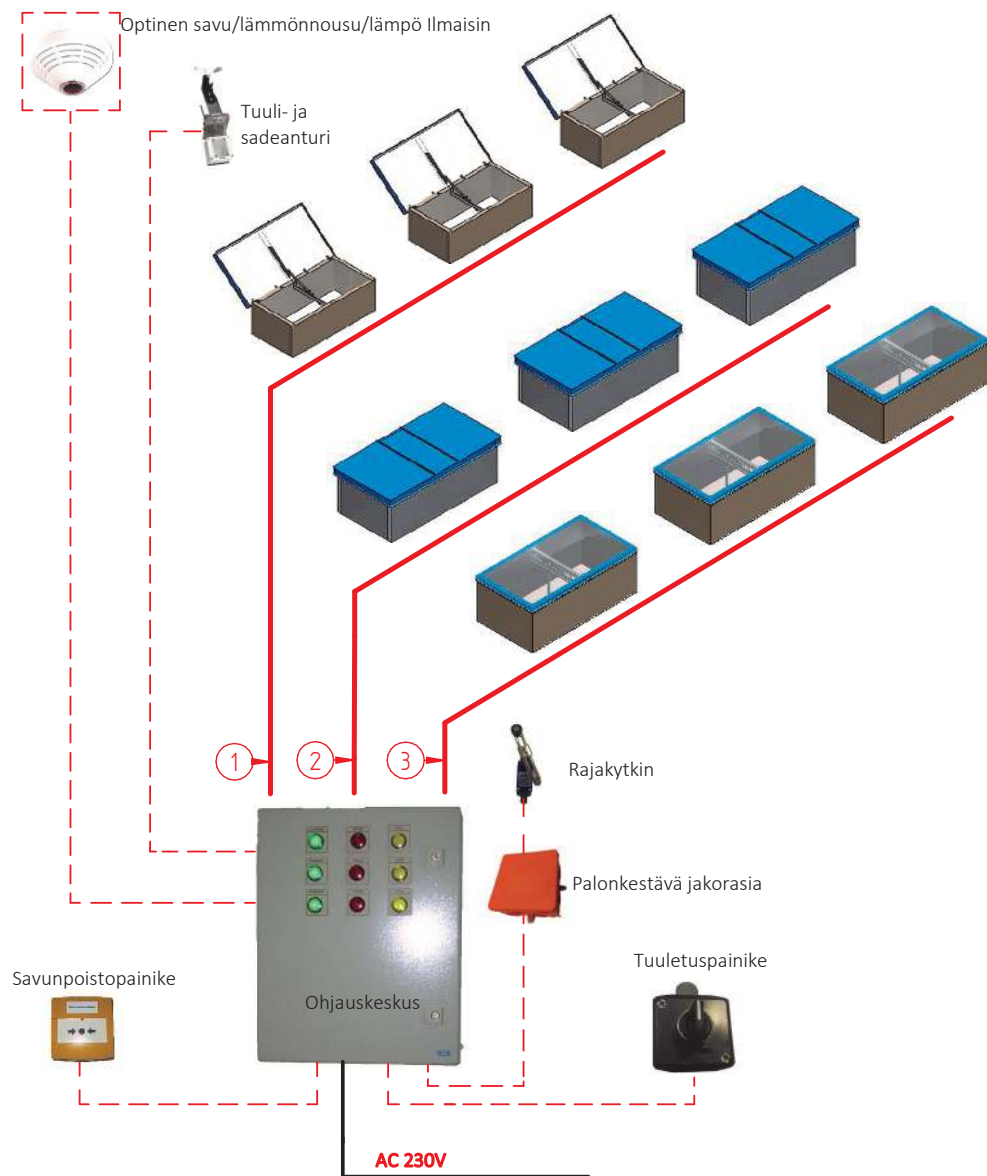 Optinen savu/lämmönnousu/lämpö Ilmaisin
Tuuli- ja
sadeanturi
1
2
3
Rajakytkin
Palonkestävä jakorasia
Savunpoistopainike
Ohjauskeskus
Tuuletuspainike
AC 230V